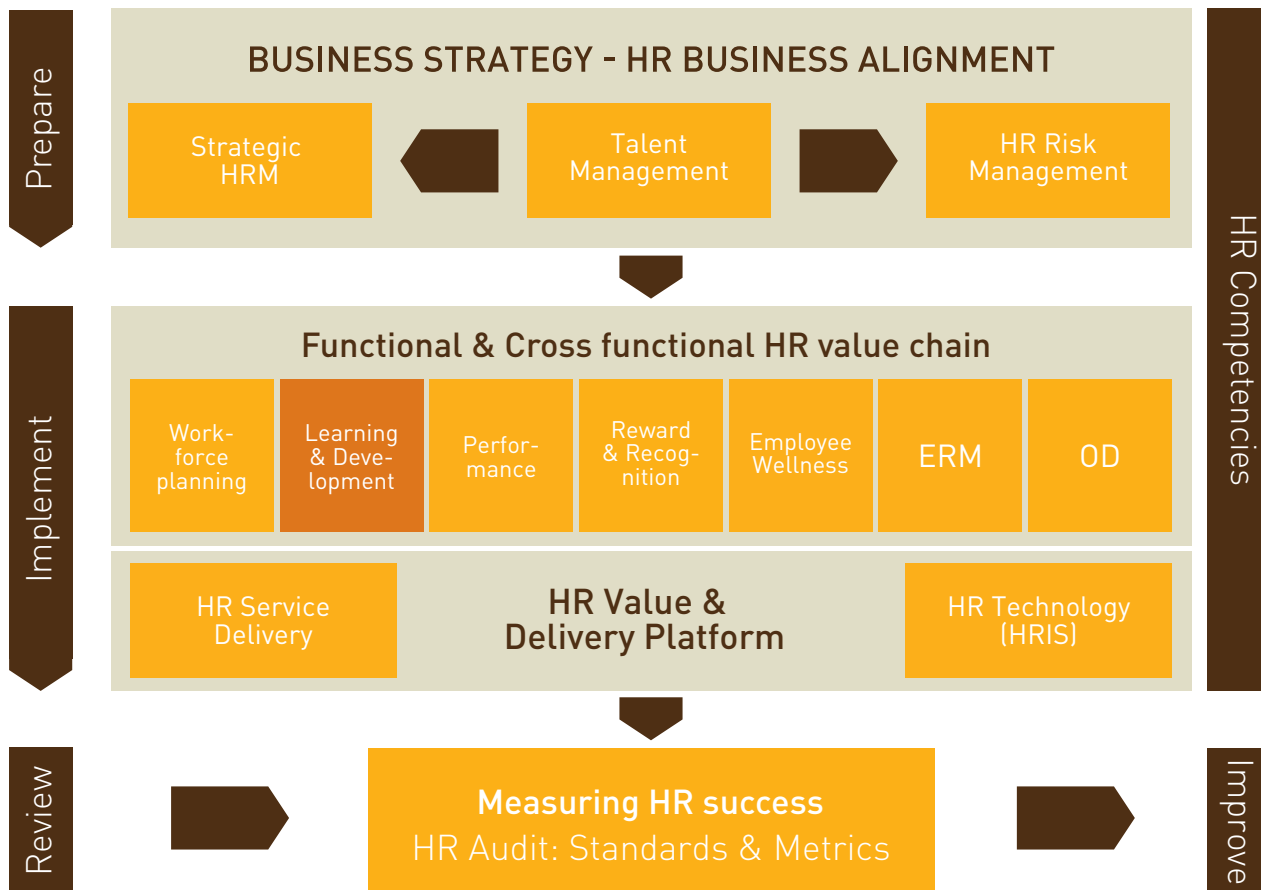 Prepare
BUSINESS STRATEGY - HR BUSINESS ALIGNMENT
Strategic
HRM
Talent
Management
HR Risk
Management
HR Competencies
Implement
Functional & Cross functional HR value chain
Work-
force
planning
Learning
& Deve-
lopment
Perfor-
mance
Reward
& Recog-
nition
Employee
Wellness
ERM
OD
HR Service
Delivery
HR Value &
Delivery Platform
HR Technology
(HRIS)
Review
Measuring HR success
HR Audit: Standards & Metrics
Improve